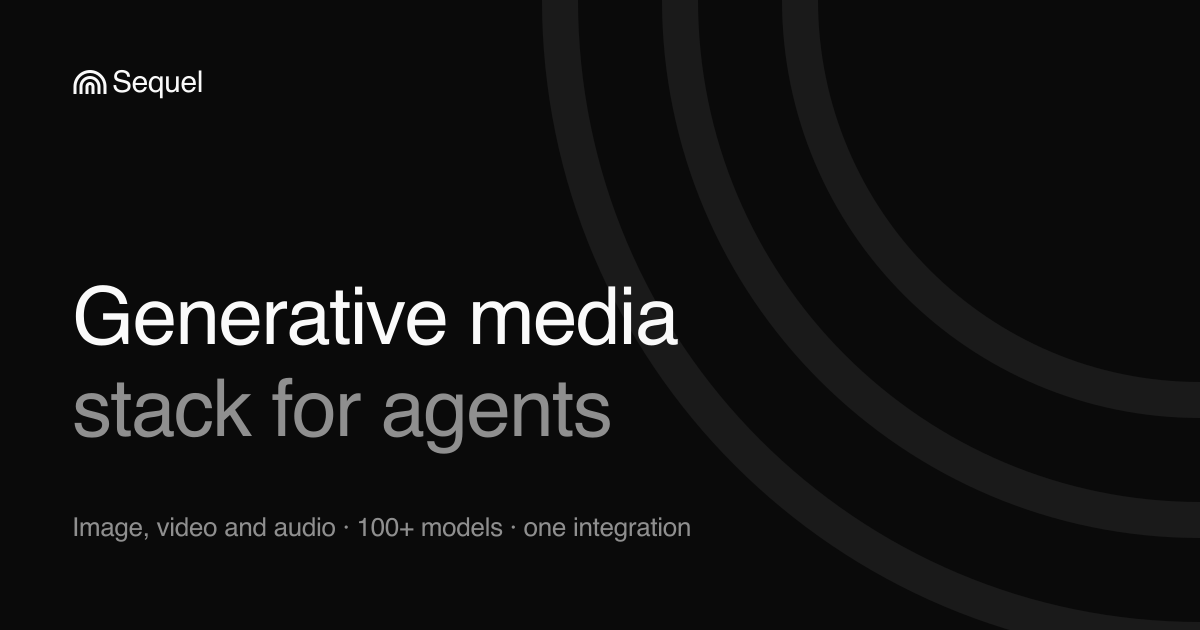 Sequel
Generative media
stack for agents
Image, video and audio · 100+ models · one integration